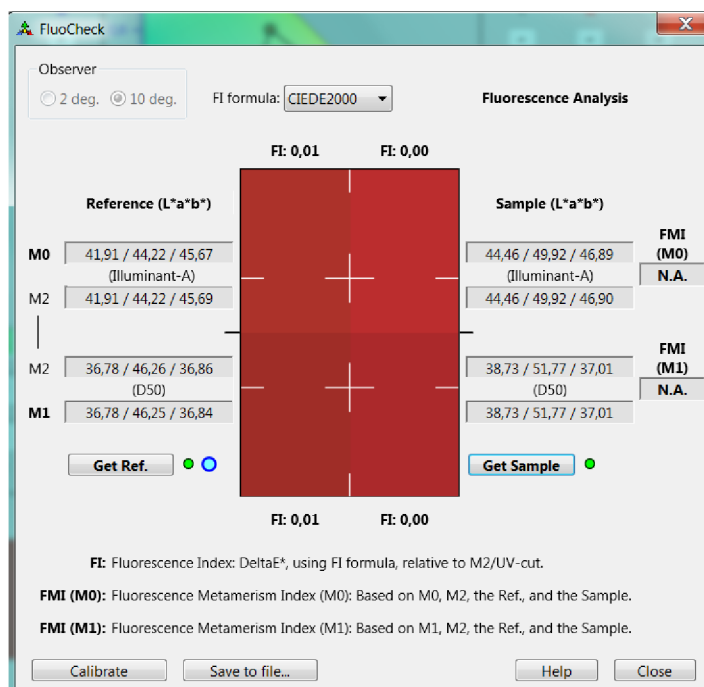 FluoCheck
Observer
2 deg. 10 deg. FI formula: CIEDE2000 Fluorescence Analysis
FI: 0,01 FI: 0,00
Reference (L*a*b*) Sample (L*a*b*)
FMI
M0 41,91 / 44,22 / 45,67 44,46 / 49,92 / 46,89 (M0)
(Illuminant-A) (Illuminant-A) N.A.
M2 41,91 / 44,22 / 45,69 44,46 / 49,92 / 46,90
FMI
M2 36,78 / 46,26 / 36,86 38,73 / 51,77 / 37,01 (M1)
(D50) (D50) N.A.
M1 36,78 / 46,25 / 36,84 38,73 / 51,77 / 37,01
Get Ref. Get Sample
FI: 0,01 FI: 0,00
FI: Fluorescence Index: DeltaE*, using FI formula, relative to M2/UV-cut.
FMI (M0): Fluorescence Metamerism Index (M0): Based on M0, M2, the Ref., and the Sample.
FMI (M1): Fluorescence Metamerism Index (M1): Based on M1, M2, the Ref., and the Sample.
Calibrate Save to file... Help Close